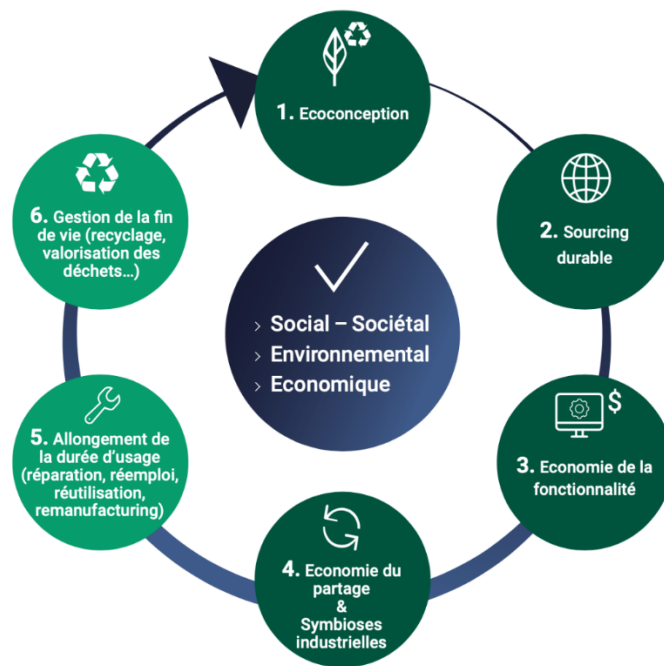 1. Ecoconception
2. Sourcing
durable
$
3. Economie de la
fonctionnalité
4. Economie du
partage
&
Symbioses
industrielles
5. Allongement de
la durée d’usage
(réparation, réemploi,
réutilisation,
remanufacturing)
6. Gestion de la fin
de vie (recyclage,
valorisation des
déchets...)
› Social – Sociétal
› Environnemental
› Economique